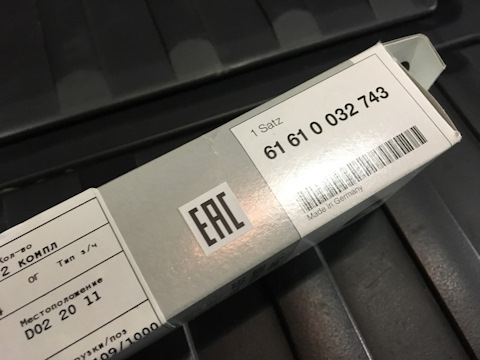 1 Satz
61 61 0 032 743
Made in Germany
EAC
Кол-во
2 КОМПЛ
ог Тип з/ч
Местоположение
D02 20 11